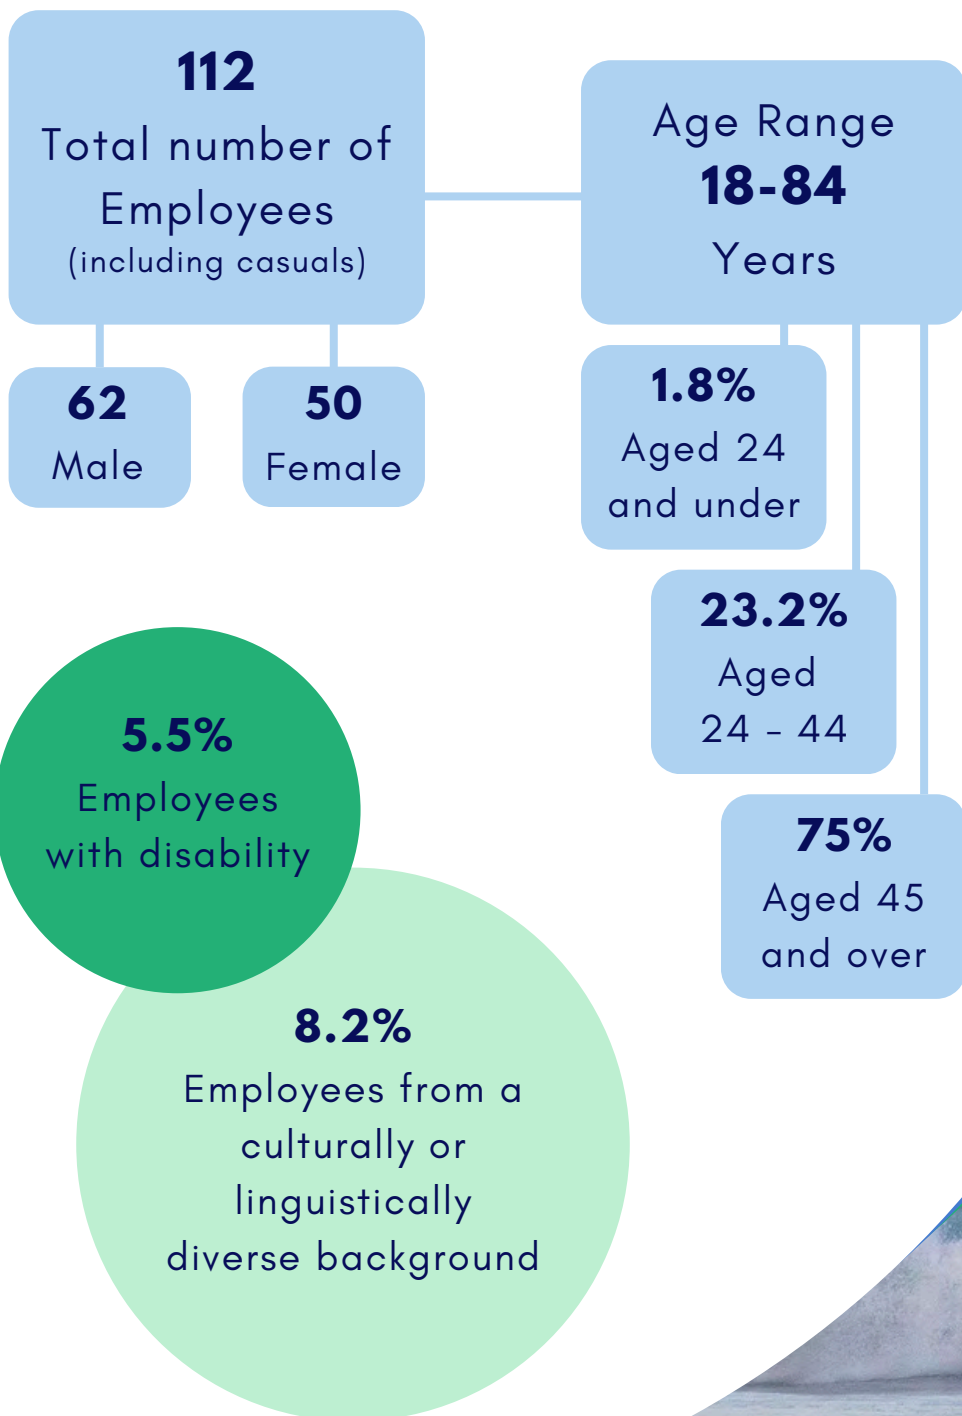 112
Total number of
Employees
(including casuals)
62
Male
50
Female
Age Range
18-84
Years
1.8%
Aged 24
and under
23.2%
Aged
24 - 44
75%
Aged 45
and over
5.5%
Employees
with disability
8.2%
Employees from a
culturally or
linguistically
diverse background